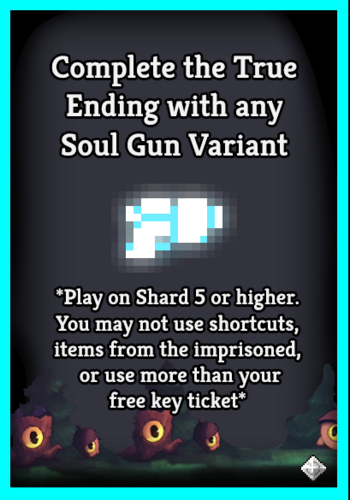 Complete the True
Ending with any
Soul Gun Variant
*Play on Shard 5 or higher.
You may not use shortcuts,
items from the imprisoned,
or use more than your
free key ticket*